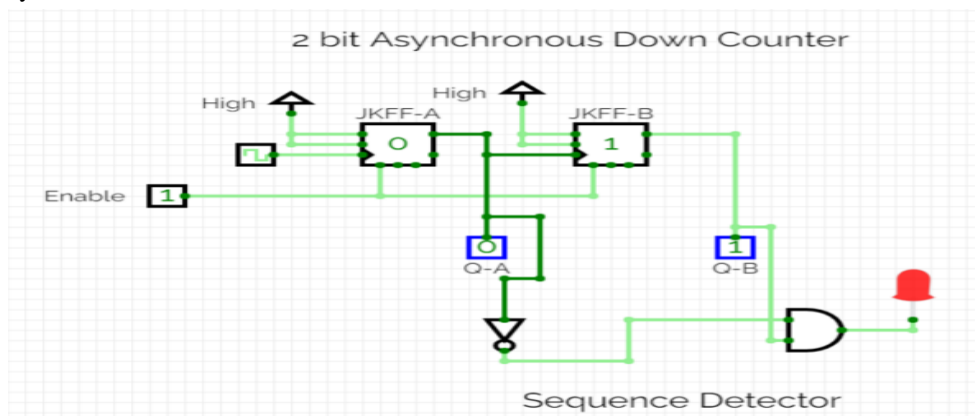 2 bit Asynchronous Down Counter
High
High
JKFF-A
JKFF-B
0
1
Enable
1
0
1
Q-A
Q-B
Sequence Detector